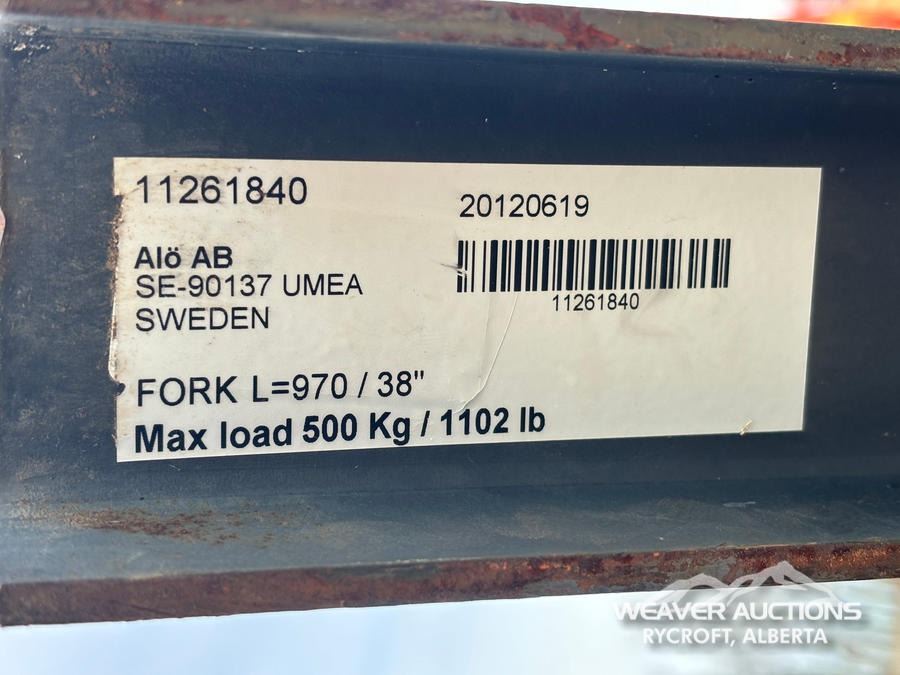 11261840
20120619
Alö AB
SE-90137 UMEA
SWEDEN
11261840
FORK L=970 / 38"
Max load 500 Kg / 1102 lb
WEAVER AUCTIONS
RYCROFT, ALBERTA